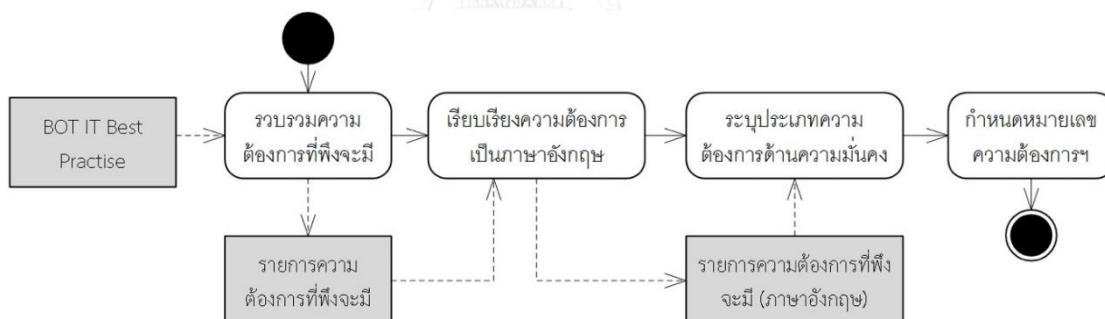 BOT IT Best
Practise
รวบรวมความ
ต้องการที่พึงจะมี
เรียบเรียงความต้องการ
เป็นภาษาอังกฤษ
ระบุประเภทความ
ต้องการด้านความมั่นคง
กำหนดหมายเลข
ความต้องการฯ
รายการความ
ต้องการที่พึงจะมี
รายการความต้องการที่พึง
จะมี (ภาษาอังกฤษ)